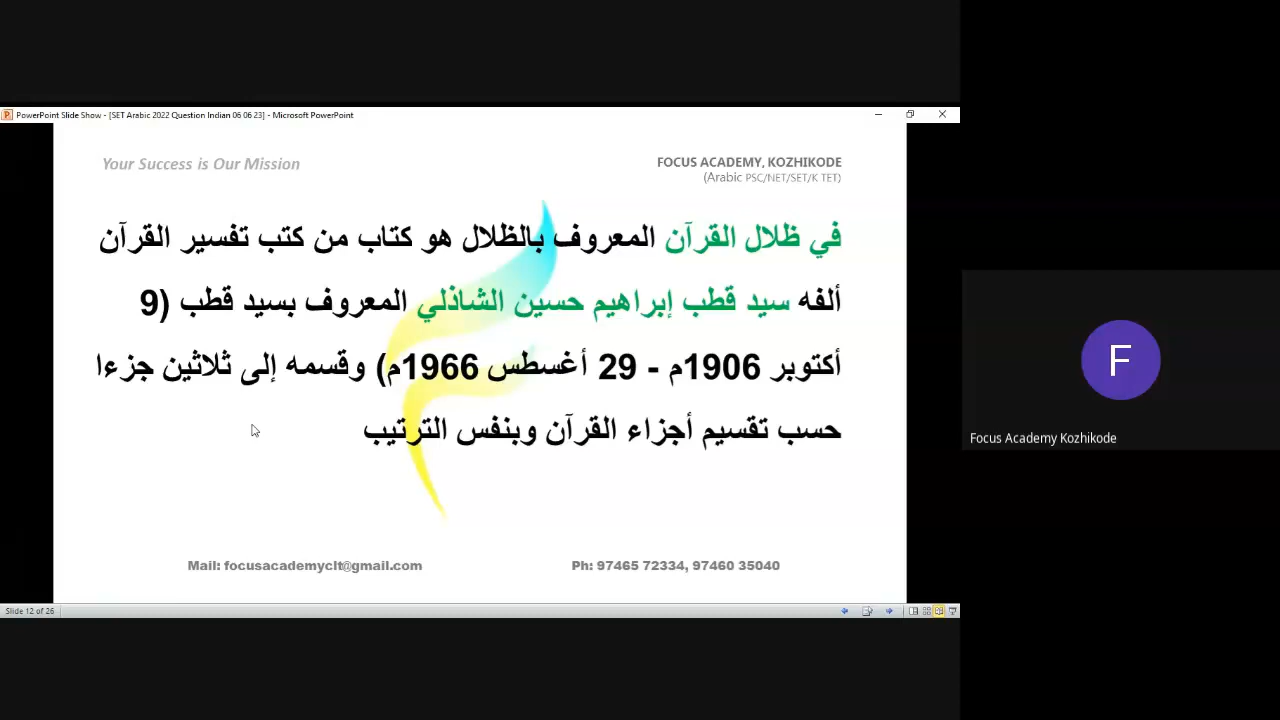 PowerPoint Slide Show - [SET Arabic 2022 Question Indian 06 06 23] - Microsoft PowerPoint
Your Success is Our Mission
FOCUS ACADEMY, KOZHIKODE
(Arabic PSC/NET/SET/K TET)
في ظلال القرآن المعروف بالظلال هو كتاب من كتب تفسير القرآن
ألفه سيد قطب إبراهيم حسين الشاذلي المعروف بسيد قطب (9
أكتوبر 1906م - 29 أغسطس 1966م) وقسمه إلى ثلاثين جزءا
حسب تقسيم أجزاء القرآن وبنفس الترتيب
Mail: focusacademyclt@gmail.com
Ph: 97465 72334, 97460 35040
Slide 12 of 26
F
Focus Academy Kozhikode